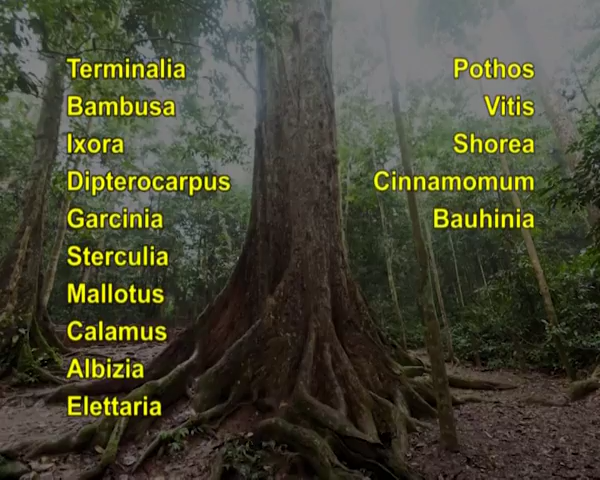 Terminalia
Bambusa
Ixora
Dipterocarpus
Garcinia
Sterculia
Mallotus
Calamus
Albizia
Elettaria
Pothos
Vitis
Shorea
Cinnamomum
Bauhinia